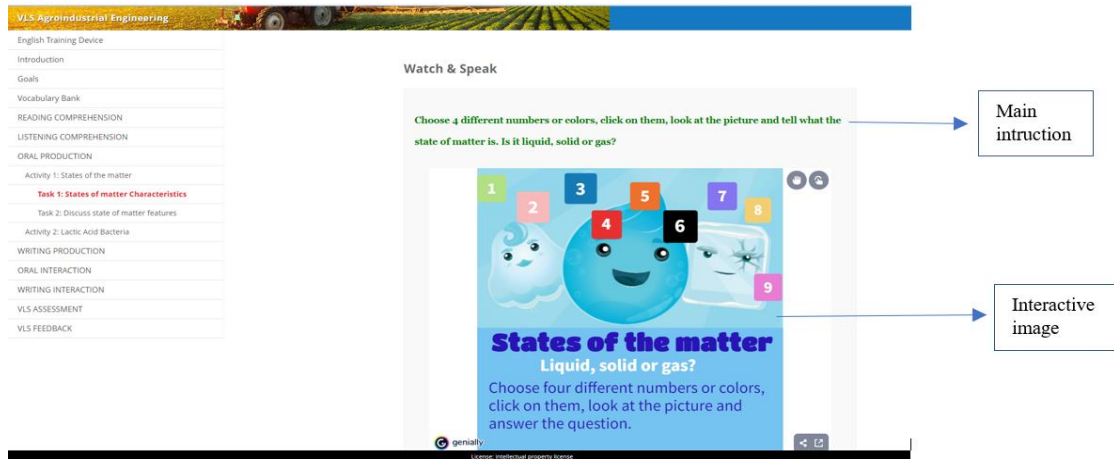 VLS Agroindustrial Engineering
English Training Device
Introduction
Goals
Vocabulary Bank
READING COMPREHENSION
LISTENING COMPREHENSION
ORAL PRODUCTION
Activity 1: States of the matter
Task 1: States of matter Characteristics
Task 2: Discuss state of matter features
Activity 2: Lactic Acid Bacteria
WRITING PRODUCTION
ORAL INTERACTION
WRITING INTERACTION
VLS ASSESSMENT
VLS FEEDBACK
Watch & Speak
Choose 4 different numbers or colors, click on them, look at the picture and tell what the
state of matter is. Is it liquid, solid or gas?
1
2
3
4
5
6
7
8
9
States of the matter
Liquid, solid or gas?
Choose four different numbers or colors,
click on them, look at the picture and
answer the question.
genially
License: intellectual property license
Main
intruction
Interactive
image